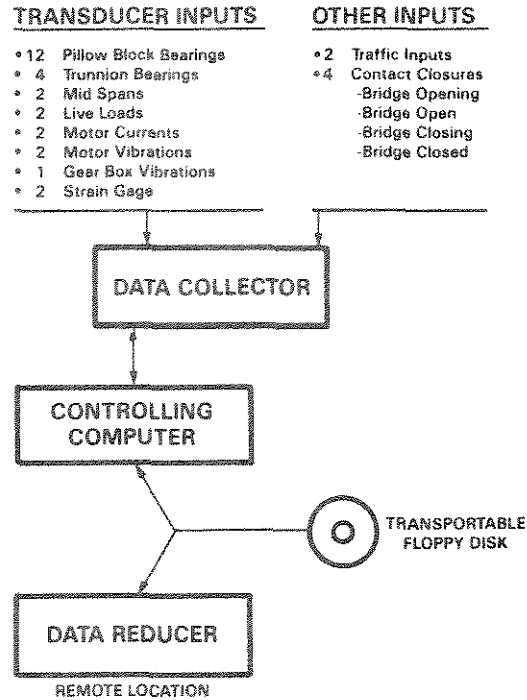 TRANSDUCER INPUTS
• 12 Pillow Block Bearings
• 4 Trunnion Bearings
• 2 Mid Spans
• 2 Live Loads
• 2 Motor Currents
• 2 Motor Vibrations
• 1 Gear Box Vibrations
• 2 Strain Gage
OTHER INPUTS
• 2 Traffic Inputs
• 4 Contact Closures
-Bridge Opening
-Bridge Open
-Bridge Closing
-Bridge Closed
DATA COLLECTOR
CONTROLLING
COMPUTER
TRANSPORTABLE
FLOPPY DISK
DATA REDUCER
REMOTE LOCATION